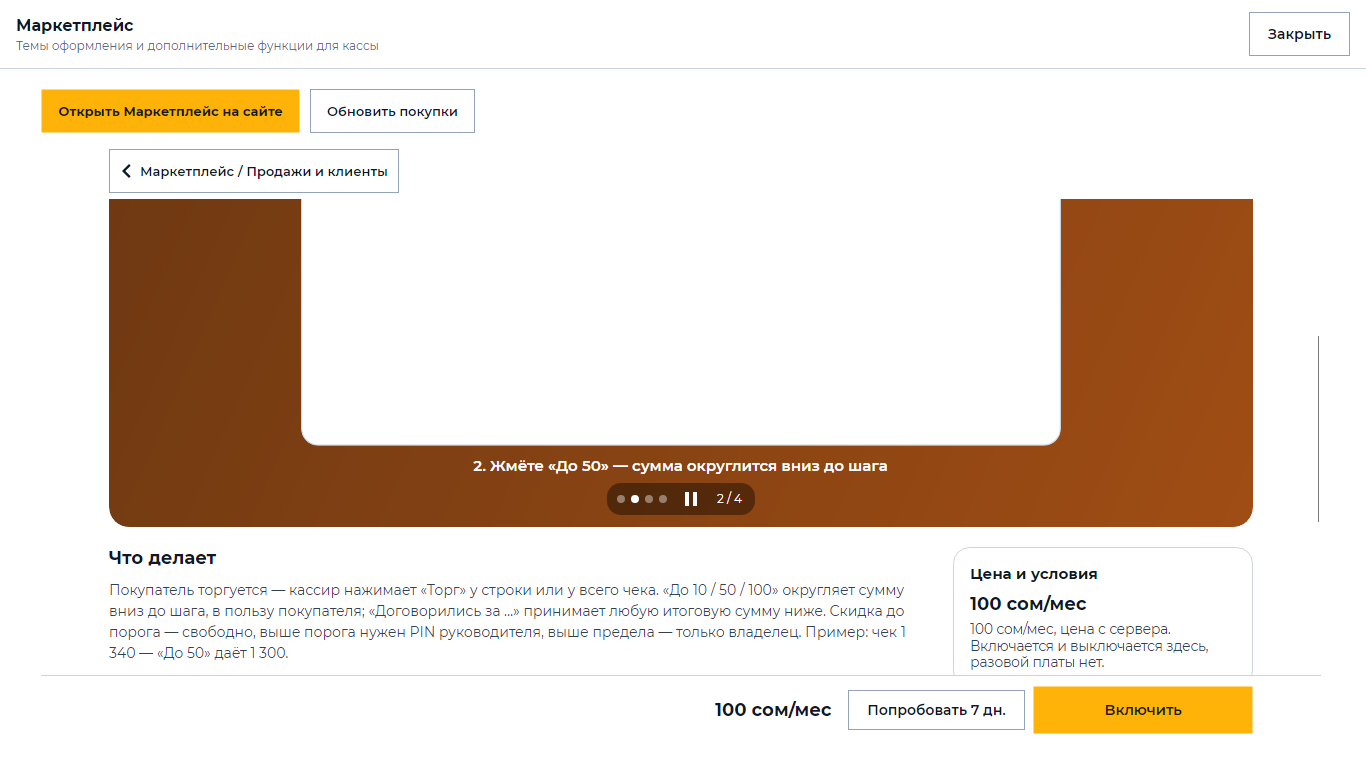 Маркетплейс
Темы оформления и дополнительные функции для кассы
Закрыть
Открыть Маркетплейс на сайте
Обновить покупки
Маркетплейс / Продажи и клиенты
2. Жмёте «До 50» — сумма округлится вниз до шага
2 / 4
Что делает
Покупатель торгуется — кассир нажимает «Торг» у строки или у всего чека. «До 10 / 50 / 100» округляет сумму
вниз до шага, в пользу покупателя; «Договорились за ...» принимает любую итоговую сумму ниже. Скидка до
порога — свободно, выше порога нужен PIN руководителя, выше предела — только владелец. Пример: чек 1
340 — «До 50» даёт 1 300.
Цена и условия
100 сом/мес
100 сом/мес, цена с сервера.
Включается и выключается здесь,
разовой платы нет.
100 сом/мес
Попробовать 7 дн.
Включить